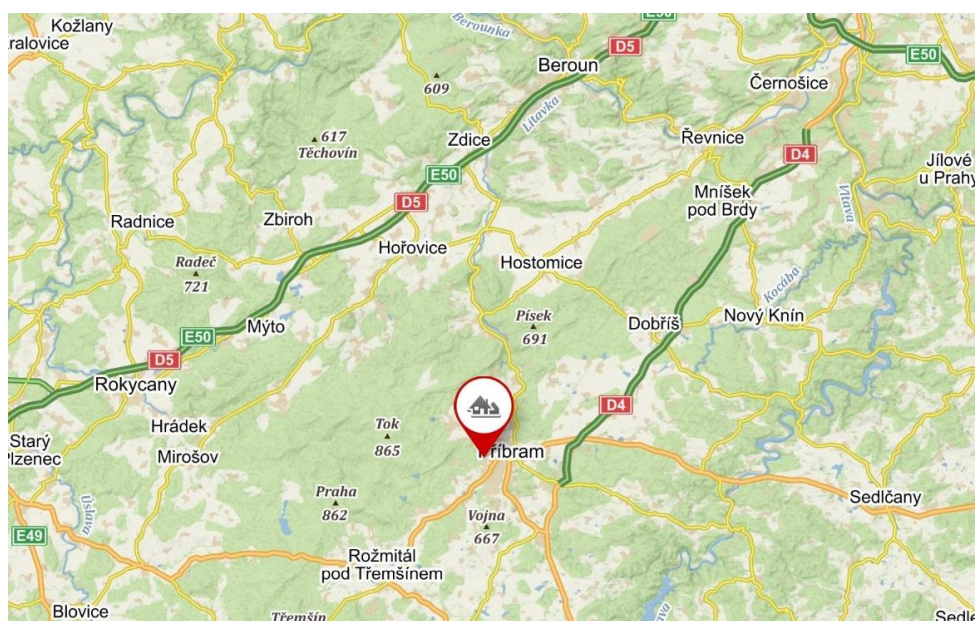 Kožlany
ralovice
Berounka
E50
D5
E50
Beroun
609
Černošice
Litavka
617
Těchovín
Zdice
Řevnice
D4
Jílové
u Prahy
E50
Mníšek
pod Brdy
Vltava
D5
Radnice
Zbiroh
Hořovice
Hostomice
Radeč
721
Kocába
Písek
691
Mýto
Dobříš
Nový Knín
E50
D5
Rokycany
D4
Hrádek
Tok
865
Starý
Plzenec
Mirošov
Příbram
Praha
862
Sedlčany
Úslava
Vojna
667
E49
Rožmitál
pod Třemšínem
Blovice
Třemšín
Sedle